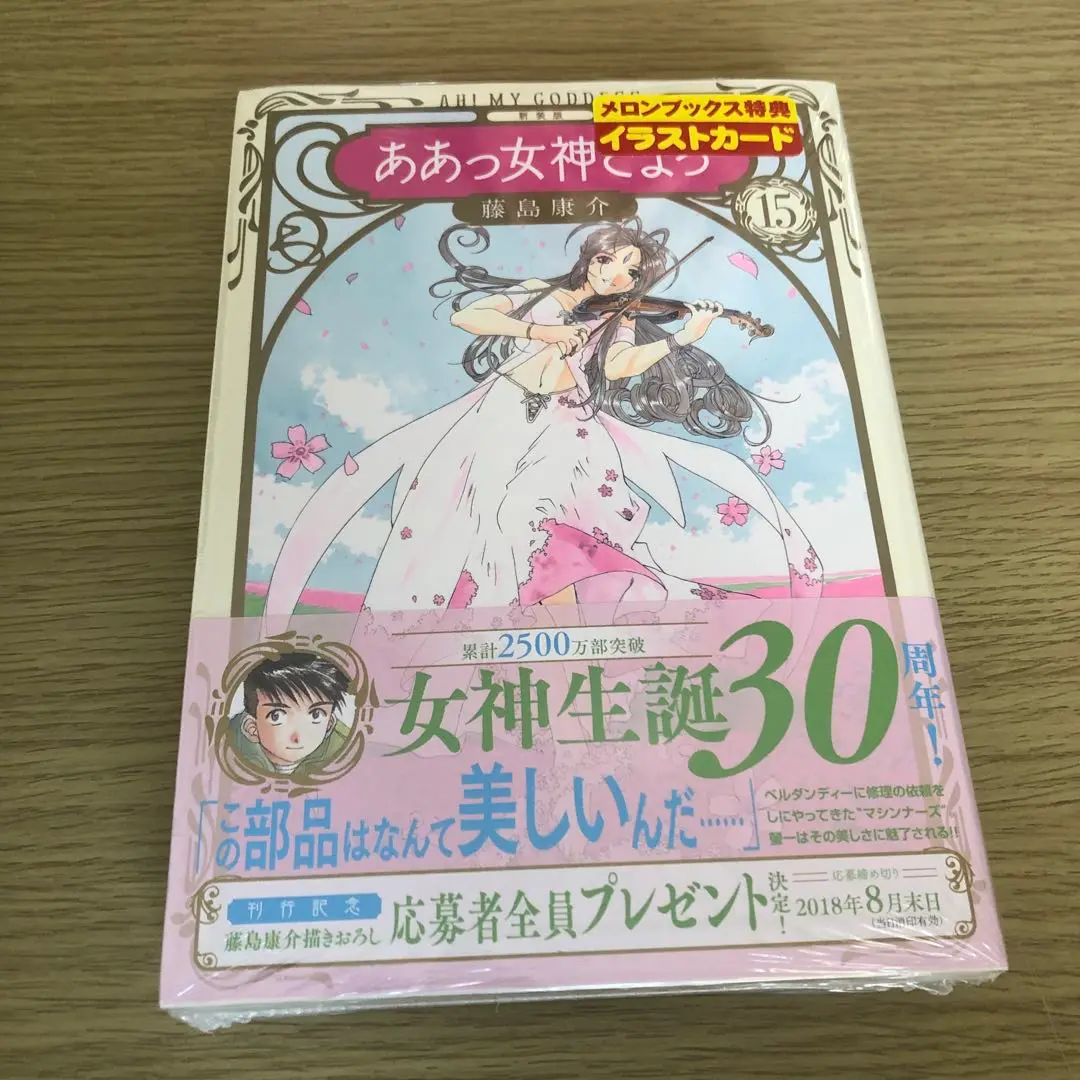 AH! MY GODDESS
メロンブックス特典
イラストカード
新装版
ああっ女神さまっ
藤島康介
15
累計2500万部突破
女神生誕30周年!
「この部品はなんて美しいんだ……」
ベルダンディーに修理の依頼を
しにやってきた"マシンナーズ"
螢一はその美しさに魅了される!!
刊行記念
藤島康介描きおろし
応募者全員プレゼント決定!
応募締め切り
2018年8月末日
(当日消印有効)